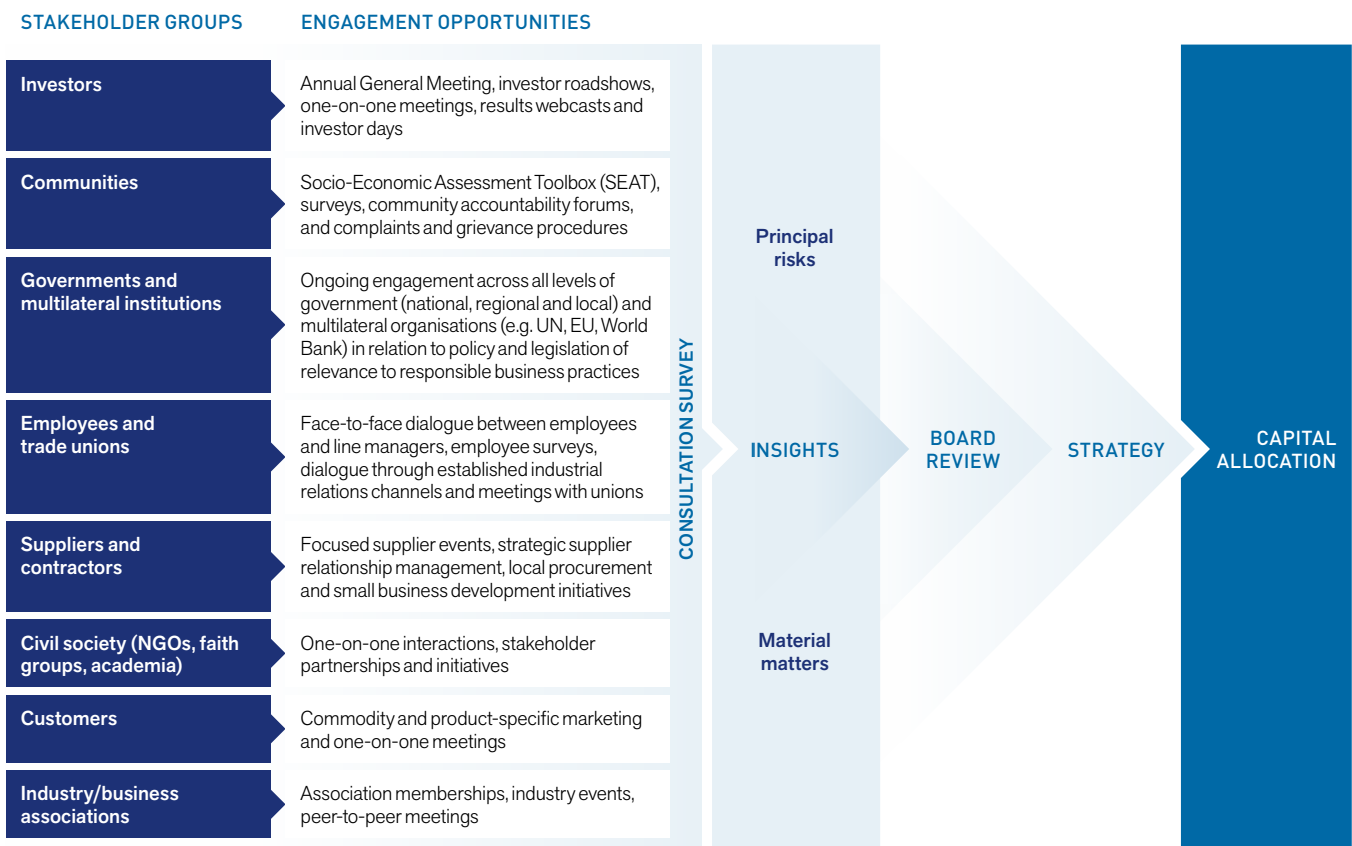 STAKEHOLDER GROUPS
ENGAGEMENT OPPORTUNITIES
Investors
Annual General Meeting, investor roadshows,
one-on-one meetings, results webcasts and
investor days
Communities
Socio-Economic Assessment Toolbox (SEAT),
surveys, community accountability forums,
and complaints and grievance procedures
Governments and
multilateral institutions
Ongoing engagement across all levels of
government (national, regional and local) and
multilateral organisations (e.g. UN, EU, World
Bank) in relation to policy and legislation of
relevance to responsible business practices
Employees and
trade unions
Face-to-face dialogue between employees
and line managers, employee surveys,
dialogue through established industrial
relations channels and meetings with unions
Suppliers and
contractors
Focused supplier events, strategic supplier
relationship management, local procurement
and small business development initiatives
Civil society (NGOs, faith
groups, academia)
One-on-one interactions, stakeholder
partnerships and initiatives
Customers
Commodity and product-specific marketing
and one-on-one meetings
Industry/business
associations
Association memberships, industry events,
peer-to-peer meetings
CONSULTATION SURVEY
Principal
risks
INSIGHTS
Material
matters
BOARD
REVIEW
STRATEGY
CAPITAL
ALLOCATION